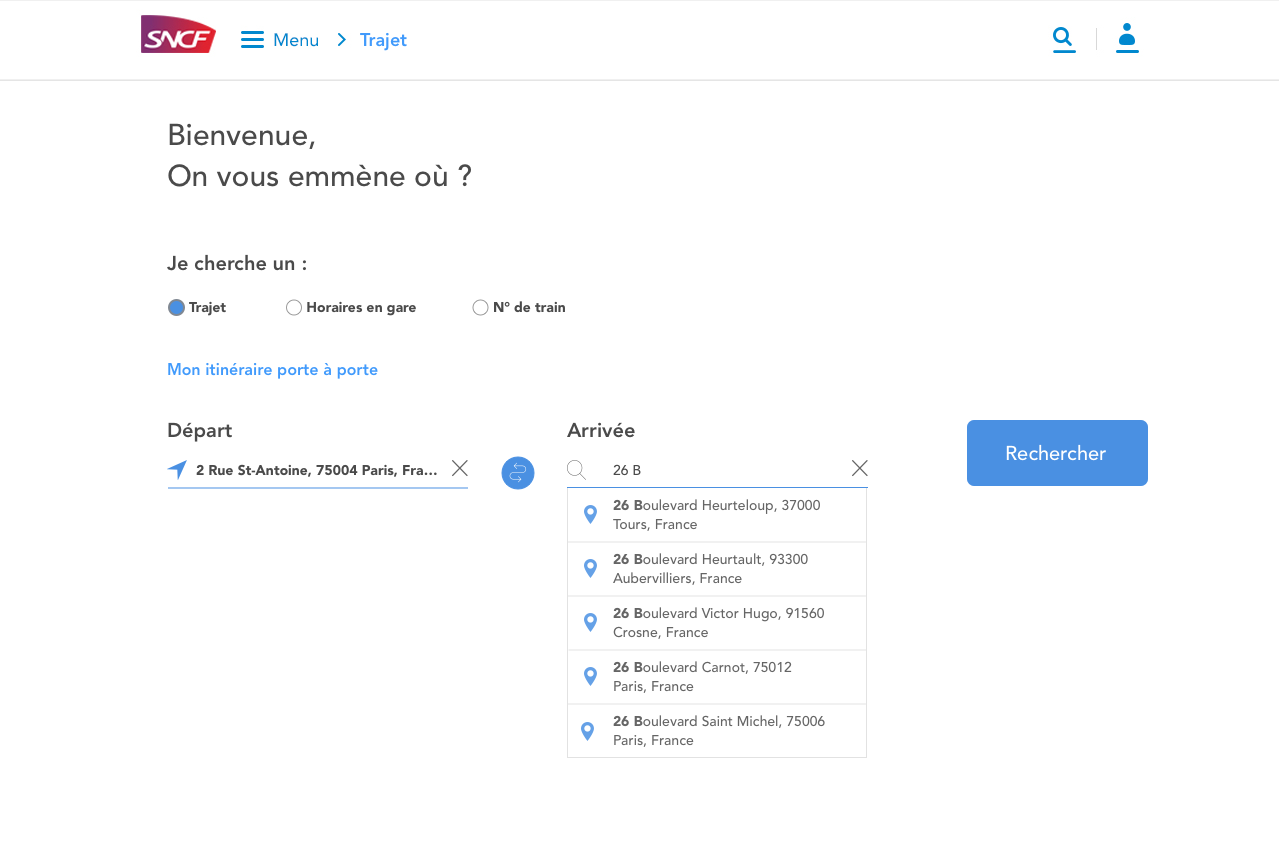 SNCF
Menu
Trajet
Bienvenue,
On vous emmène où ?
Je cherche un :
Trajet
Horaires en gare
N° de train
Mon itinéraire porte à porte
Départ
2 Rue St-Antoine, 75004 Paris, Fra...
Arrivée
26 B
26 Boulevard Heurteloup, 37000
Tours, France
26 Boulevard Heurtault, 93300
Aubervilliers, France
26 Boulevard Victor Hugo, 91560
Crosne, France
26 Boulevard Carnot, 75012
Paris, France
26 Boulevard Saint Michel, 75006
Paris, France
Rechercher